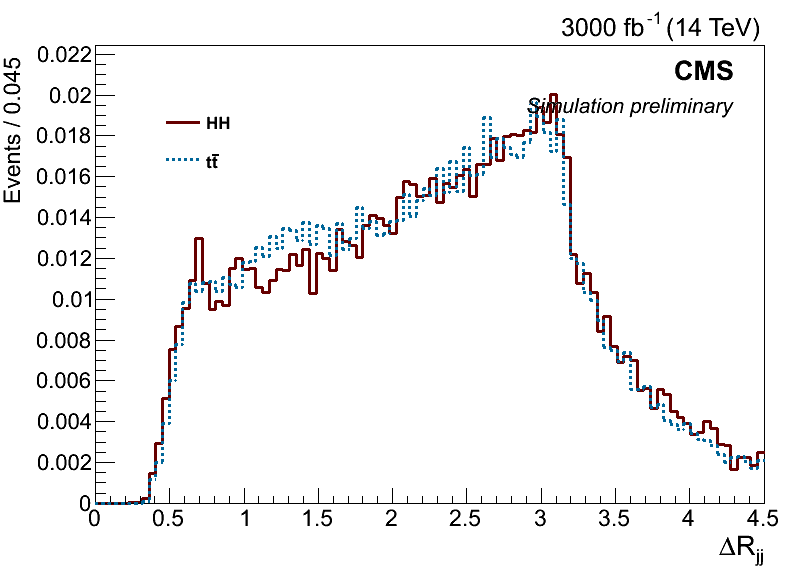 3000 fb⁻¹ (14 TeV)
CMS
Simulation preliminary
HH
tt̄
Events / 0.045
0.022
0.02
0.018
0.016
0.014
0.012
0.01
0.008
0.006
0.004
0.002
0
0 0.5 1 1.5 2 2.5 3 3.5 4 4.5
ΔRjj